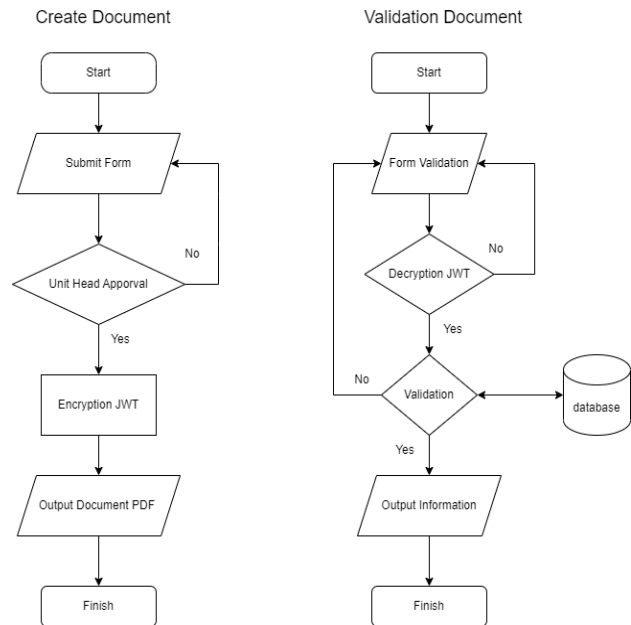 Create Document
Start
Submit Form
No
Unit Head Apporval
Yes
Encryption JWT
Output Document PDF
Finish
Validation Document
Start
Form Validation
No
Decryption JWT
Yes
No
Validation
database
Yes
Output Information
Finish